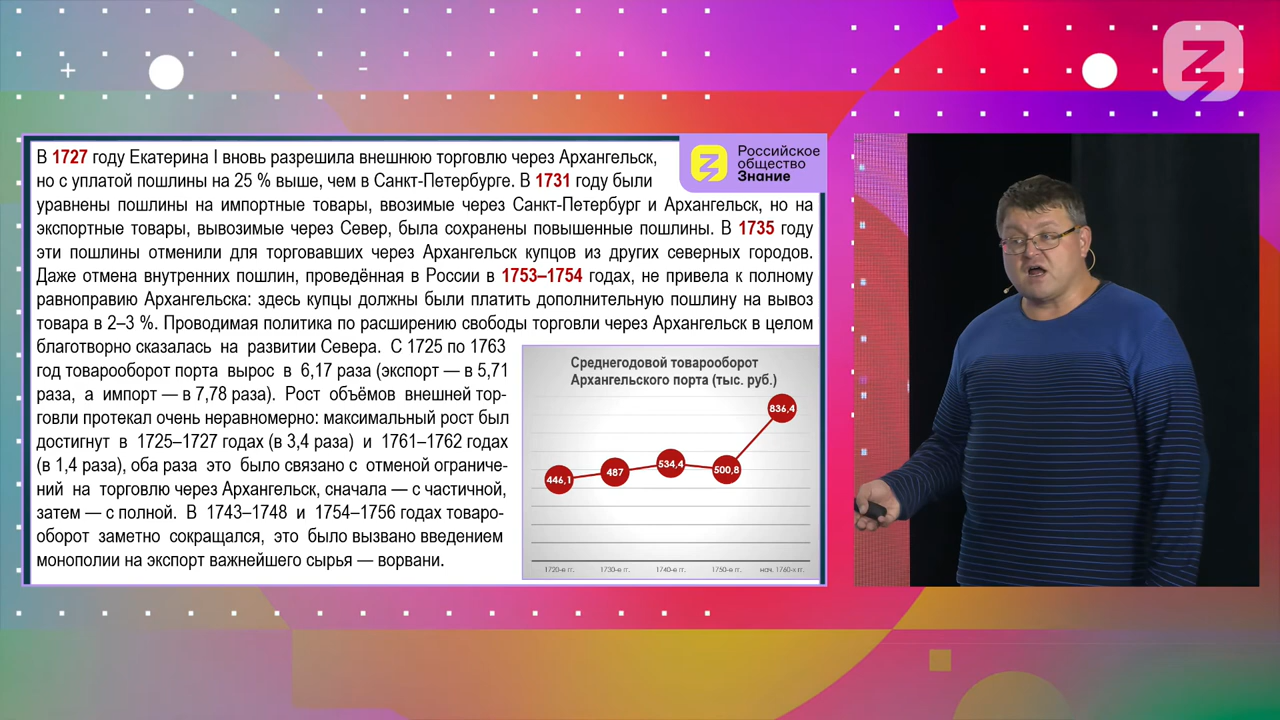 В 1727 году Екатерина I вновь разрешила внешнюю торговлю через Архангельск,
но с уплатой пошлины на 25 % выше, чем в Санкт-Петербурге. В 1731 году были
уравнены пошлины на импортные товары, ввозимые через Санкт-Петербург и Архангельск, но на
экспортные товары, вывозимые через Север, была сохранены повышенные пошлины. В 1735 году
эти пошлины отменили для торговавших через Архангельск купцов из других северных городов.
Даже отмена внутренних пошлин, проведённая в России в 1753–1754 годах, не привела к полному
равноправию Архангельска: здесь купцы должны были платить дополнительную пошлину на вывоз
товара в 2–3 %. Проводимая политика по расширению свободы торговли через Архангельск в целом
благотворно сказалась на развитии Севера. С 1725 по 1763
год товарооборот порта вырос в 6,17 раза (экспорт — в 5,71
раза, а импорт — в 7,78 раза). Рост объёмов внешней тор-
говли протекал очень неравномерно: максимальный рост был
достигнут в 1725–1727 годах (в 3,4 раза) и 1761–1762 годах
(в 1,4 раза), оба раза это было связано с отменой ограниче-
ний на торговлю через Архангельск, сначала — с частичной,
затем — с полной. В 1743–1748 и 1754–1756 годах товаро-
оборот заметно сокращался, это было вызвано введением
монополии на экспорт важнейшего сырья — ворвани.
Российское
общество
Знание
Среднегодовой товарооборот
Архангельского порта (тыс. руб.)
446,1
487
534,4
500,8
836,4
1720-е гг.
1730-е гг.
1740-е гг.
1750-е гг.
нач. 1760-х гг.